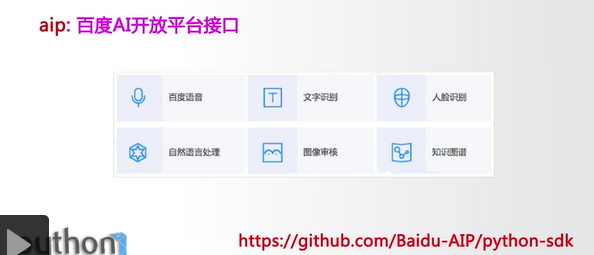 aip: 百度AI开放平台接口
百度语音 文字识别 人脸识别
自然语言处理 图像审核 知识图谱
https://github.com/Baidu-AIP/python-sdk